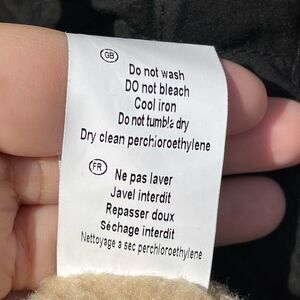 GB
Do not wash
DO not bleach
Cool iron
Do not tumble dry
Dry clean perchloroethylene
FR
Ne pas laver
Javel interdit
Repasser doux
Séchage interdit
Nettoyage a sec perchloroethylene